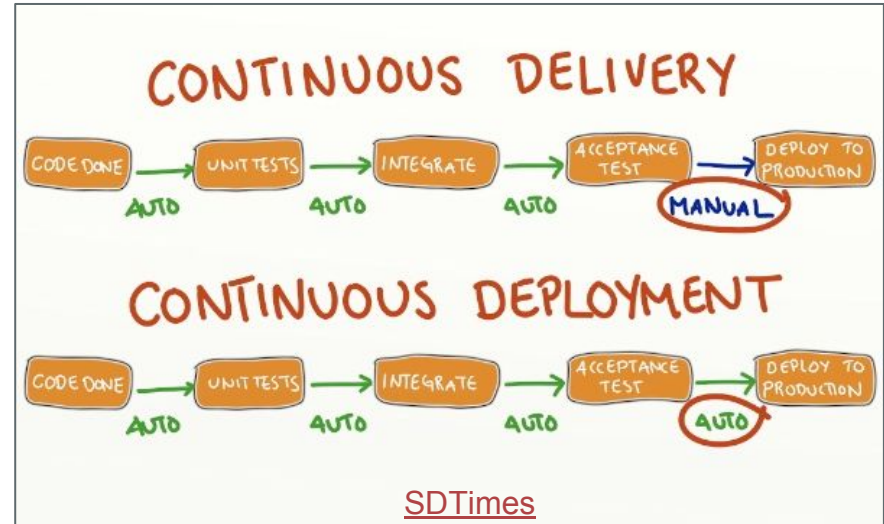 CONTINUOUS DELIVERY
CODE DONE
UNIT TESTS
INTEGRATE
ACCEPTANCE
TEST
DEPLOY TO
PRODUCTION
AUTO
AUTO
AUTO
MANUAL
CONTINUOUS DEPLOYMENT
CODE DONE
UNIT TESTS
INTEGRATE
ACCEPTANCE
TEST
DEPLOY TO
PRODUCTION
AUTO
AUTO
AUTO
AUTO
SDTimes